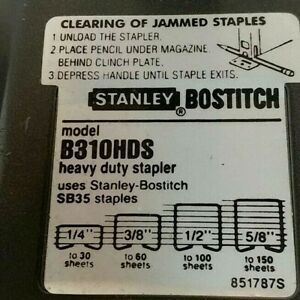 CLEARING OF JAMMED STAPLES
1 UNLOAD THE STAPLER.
2 PLACE PENCIL UNDER MAGAZINE
BEHIND CLINCH PLATE.
3 DEPRESS HANDLE UNTIL STAPLE EXITS.
STANLEY® BOSTITCH
model
B310HDS
heavy duty stapler
uses Stanley-Bostitch
SB35 staples
1/4" 3/8" 1/2" 5/8"
to 30 sheets to 60 sheets to 100 sheets to 150 sheets
851787S